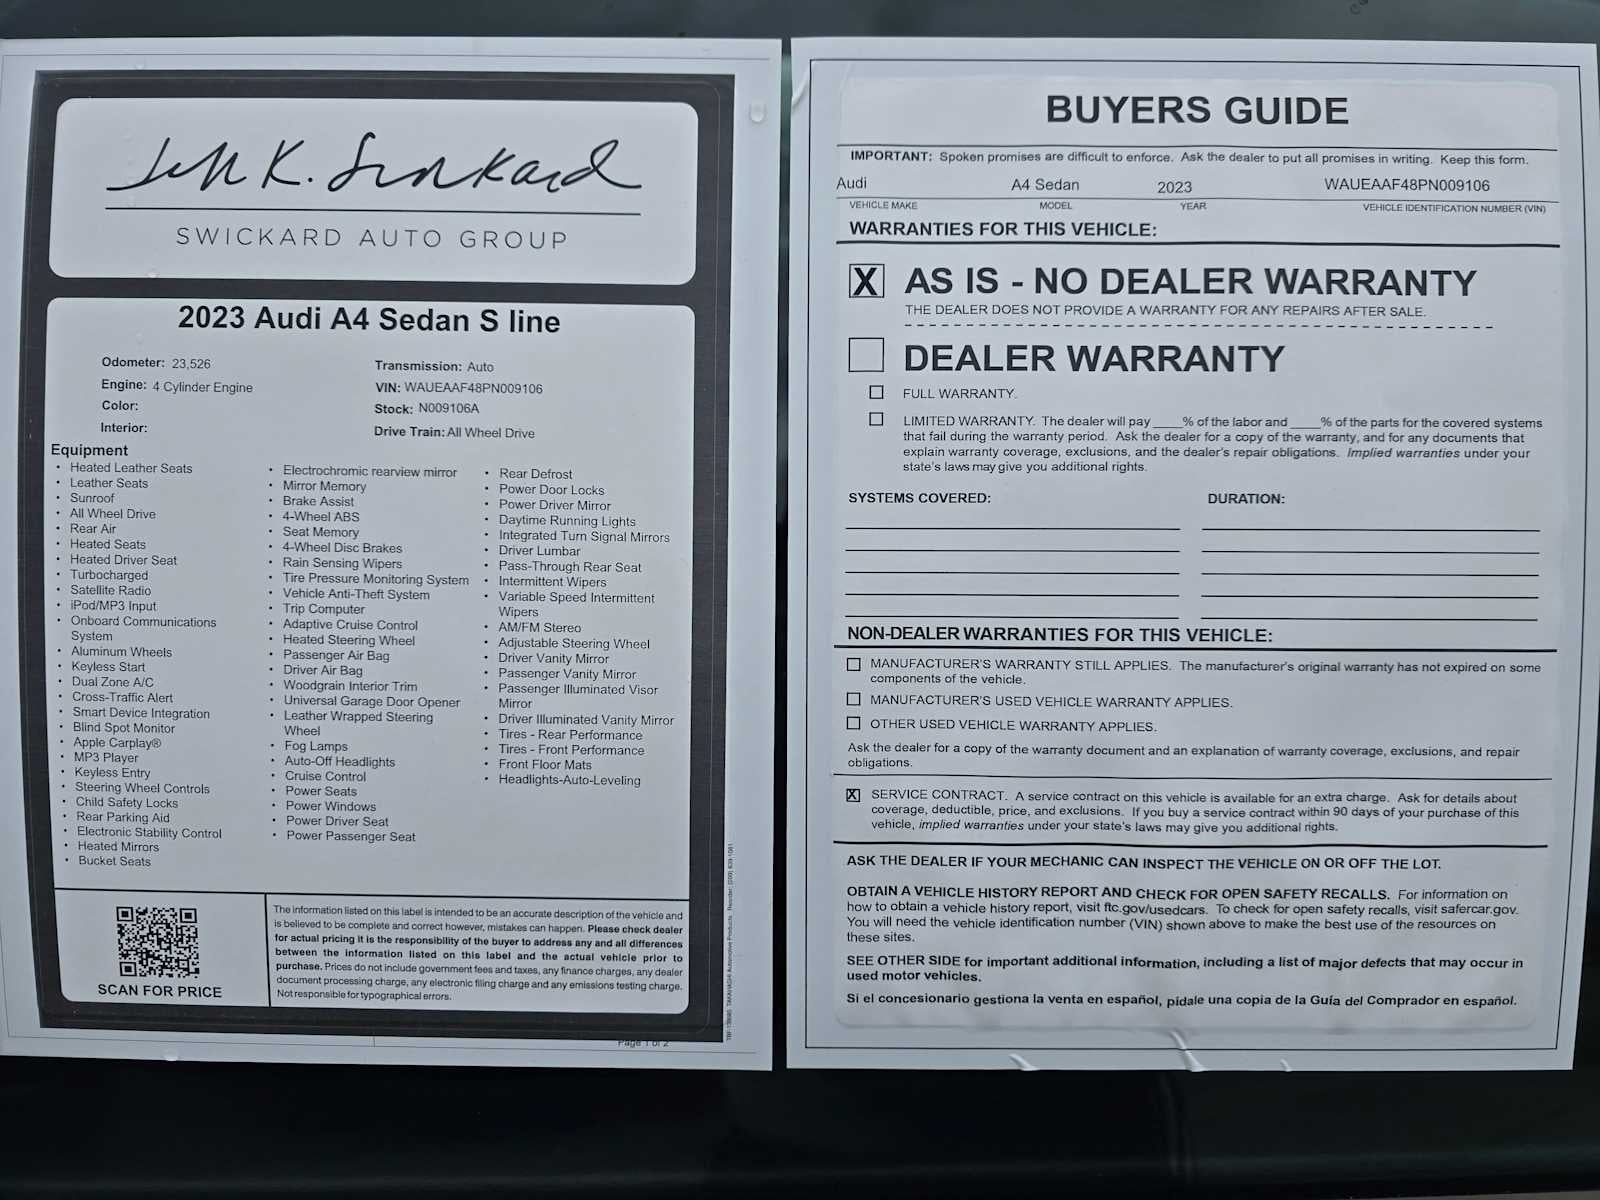 Jeff K. Swickard
SWICKARD AUTO GROUP
2023 Audi A4 Sedan S line
Odometer: 23,526
Engine: 4 Cylinder Engine
Color:
Interior:
Transmission: Auto
VIN: WAUEAAF48PN009106
Stock: N009106A
Drive Train: All Wheel Drive
Equipment
• Heated Leather Seats
• Leather Seats
• Sunroof
• All Wheel Drive
• Rear Air
• Heated Seats
• Heated Driver Seat
• Turbocharged
• Satellite Radio
• iPod/MP3 Input
• Onboard Communications
System
• Aluminum Wheels
• Keyless Start
• Dual Zone A/C
• Cross-Traffic Alert
• Smart Device Integration
• Blind Spot Monitor
• Apple Carplay®
• MP3 Player
• Keyless Entry
• Steering Wheel Controls
• Child Safety Locks
• Rear Parking Aid
• Electronic Stability Control
• Heated Mirrors
• Bucket Seats
• Electrochromic rearview mirror
• Mirror Memory
• Brake Assist
• 4-Wheel ABS
• Seat Memory
• 4-Wheel Disc Brakes
• Rain Sensing Wipers
• Tire Pressure Monitoring System
• Vehicle Anti-Theft System
• Trip Computer
• Adaptive Cruise Control
• Heated Steering Wheel
• Passenger Air Bag
• Driver Air Bag
• Woodgrain Interior Trim
• Universal Garage Door Opener
• Leather Wrapped Steering
Wheel
• Fog Lamps
• Auto-Off Headlights
• Cruise Control
• Power Seats
• Power Windows
• Power Driver Seat
• Power Passenger Seat
• Rear Defrost
• Power Door Locks
• Power Driver Mirror
• Daytime Running Lights
• Integrated Turn Signal Mirrors
• Driver Lumbar
• Pass-Through Rear Seat
• Intermittent Wipers
• Variable Speed Intermittent
Wipers
• AM/FM Stereo
• Adjustable Steering Wheel
• Driver Vanity Mirror
• Passenger Vanity Mirror
• Passenger Illuminated Visor
Mirror
• Driver Illuminated Vanity Mirror
• Tires - Rear Performance
• Tires - Front Performance
• Front Floor Mats
• Headlights-Auto-Leveling
SCAN FOR PRICE
The information listed on this label is intended to be an accurate description of the vehicle and
is believed to be complete and correct however, mistakes can happen. Please check dealer
for actual pricing it is the responsibility of the buyer to address any and all differences
between the information listed on this label and the actual vehicle prior to
purchase. Prices do not include government fees and taxes, any finance charges, any dealer
document processing charge, any electronic filing charge and any emissions testing charge.
Not responsible for typographical errors.
Page 1 of 2
BUYERS GUIDE
IMPORTANT: Spoken promises are difficult to enforce. Ask the dealer to put all promises in writing. Keep this form.
Audi A4 Sedan 2023 WAUEAAF48PN009106
VEHICLE MAKE MODEL YEAR VEHICLE IDENTIFICATION NUMBER (VIN)
WARRANTIES FOR THIS VEHICLE:
X AS IS - NO DEALER WARRANTY
THE DEALER DOES NOT PROVIDE A WARRANTY FOR ANY REPAIRS AFTER SALE.
DEALER WARRANTY
FULL WARRANTY.
LIMITED WARRANTY. The dealer will pay ____% of the labor and ____% of the parts for the covered systems
that fail during the warranty period. Ask the dealer for a copy of the warranty, and for any documents that
explain warranty coverage, exclusions, and the dealer's repair obligations. Implied warranties under your
state's laws may give you additional rights.
SYSTEMS COVERED: DURATION:
NON-DEALER WARRANTIES FOR THIS VEHICLE:
MANUFACTURER'S WARRANTY STILL APPLIES. The manufacturer's original warranty has not expired on some
components of the vehicle.
MANUFACTURER'S USED VEHICLE WARRANTY APPLIES.
OTHER USED VEHICLE WARRANTY APPLIES.
Ask the dealer for a copy of the warranty document and an explanation of warranty coverage, exclusions, and repair
obligations.
X SERVICE CONTRACT. A service contract on this vehicle is available for an extra charge. Ask for details about
coverage, deductible, price, and exclusions. If you buy a service contract within 90 days of your purchase of this
vehicle, implied warranties under your state's laws may give you additional rights.
ASK THE DEALER IF YOUR MECHANIC CAN INSPECT THE VEHICLE ON OR OFF THE LOT.
OBTAIN A VEHICLE HISTORY REPORT AND CHECK FOR OPEN SAFETY RECALLS. For information on
how to obtain a vehicle history report, visit ftc.gov/usedcars. To check for open safety recalls, visit safercar.gov.
You will need the vehicle identification number (VIN) shown above to make the best use of the resources on
these sites.
SEE OTHER SIDE for important additional information, including a list of major defects that may occur in
used motor vehicles.
Si el concesionario gestiona la venta en español, pídale una copia de la Guía del Comprador en español.